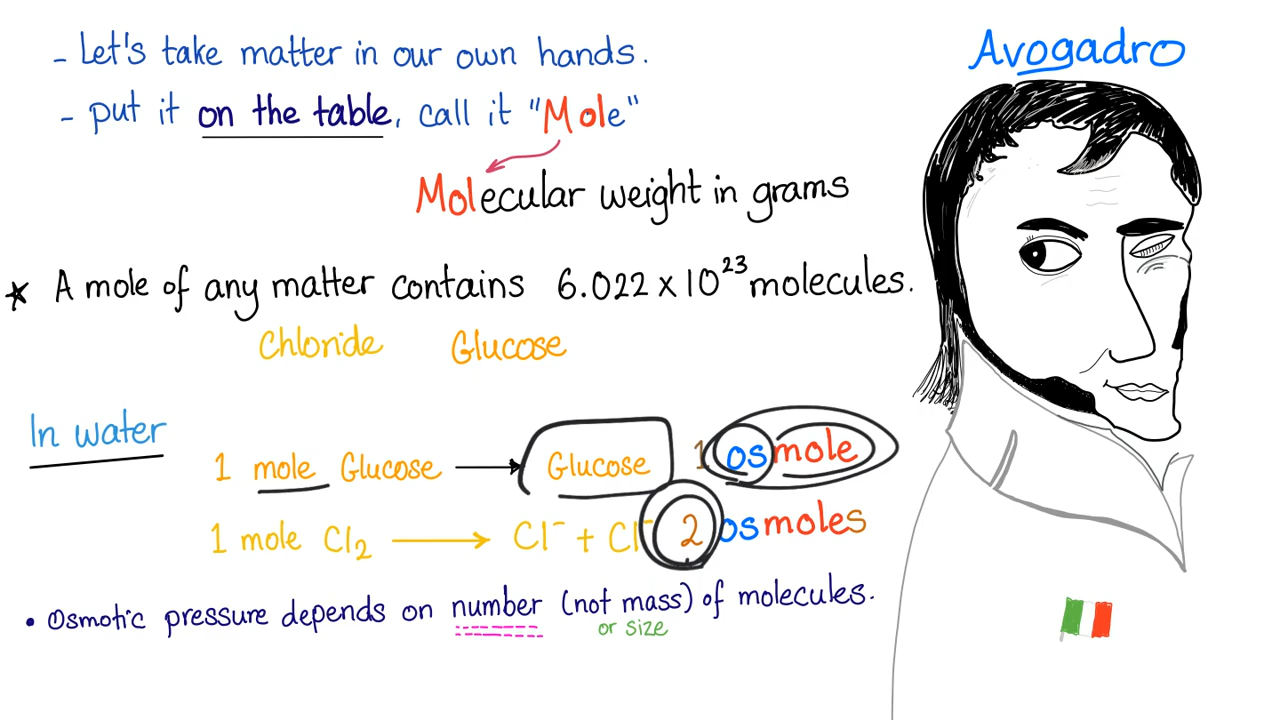 - Let's take matter in our own hands.
- put it on the table, call it "Mole"
Molecular weight in grams
* A mole of any matter contains 6.022 x 10²³ molecules.
Chloride Glucose
In water
1 mole Glucose → Glucose 1 osmole
1 mole Cl₂ → Cl⁻ + Cl⁻ 2 osmoles
• Osmotic pressure depends on number (not mass) of molecules.
or size
Avogadro